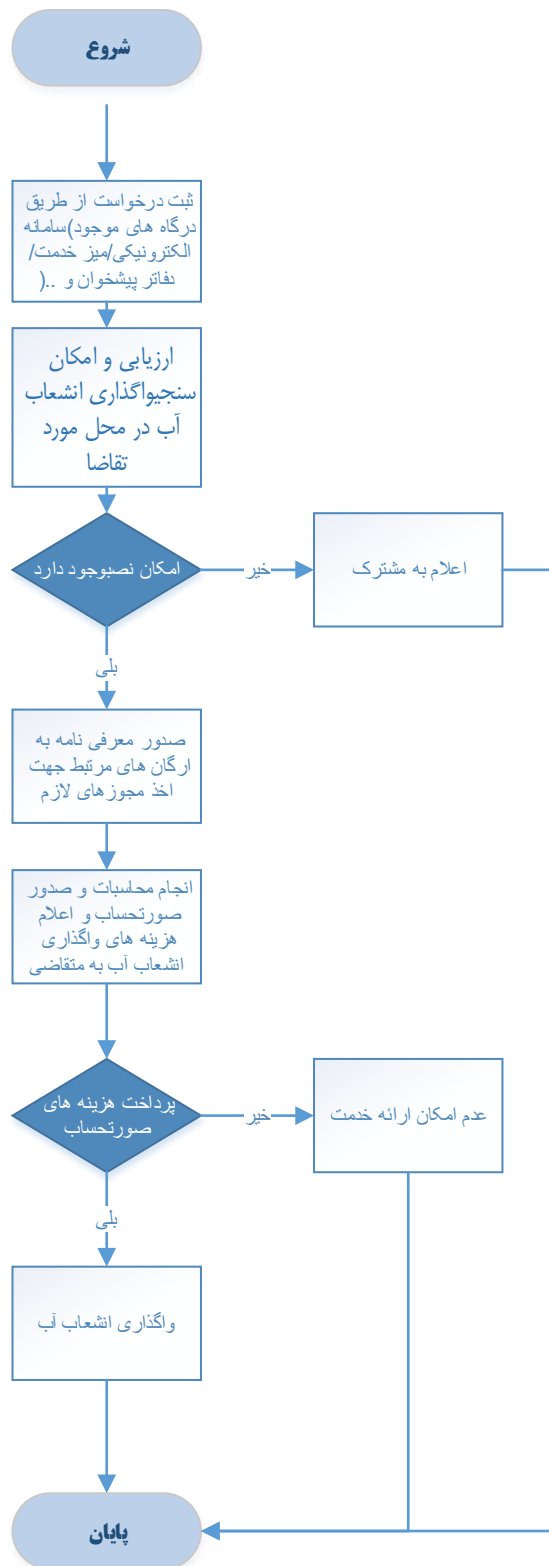 شروع
ثبت درخواست از طریق
درگاه های موجود)سامانه
الکترونیکی/میز خدمت/
دفاتر پیشخوان و ..(
ارزیابی و امکان
سنجیواگذاری انشعاب
آب در محل مورد
تقاضا
امکان نصبوجود دارد
خیر
اعلام به مشترک
بلی
صدور معرفی نامه به
ارگان های مرتبط جهت
اخذ مجوزهای لازم
انجام محاسبات و صدور
صورتحساب و اعلام
هزینه های واگذاری
انشعاب آب به متقاضی
پرداخت هزینه های
صورتحساب
خیر
عدم امکان ارائه خدمت
بلی
واگذاری انشعاب آب
پایان